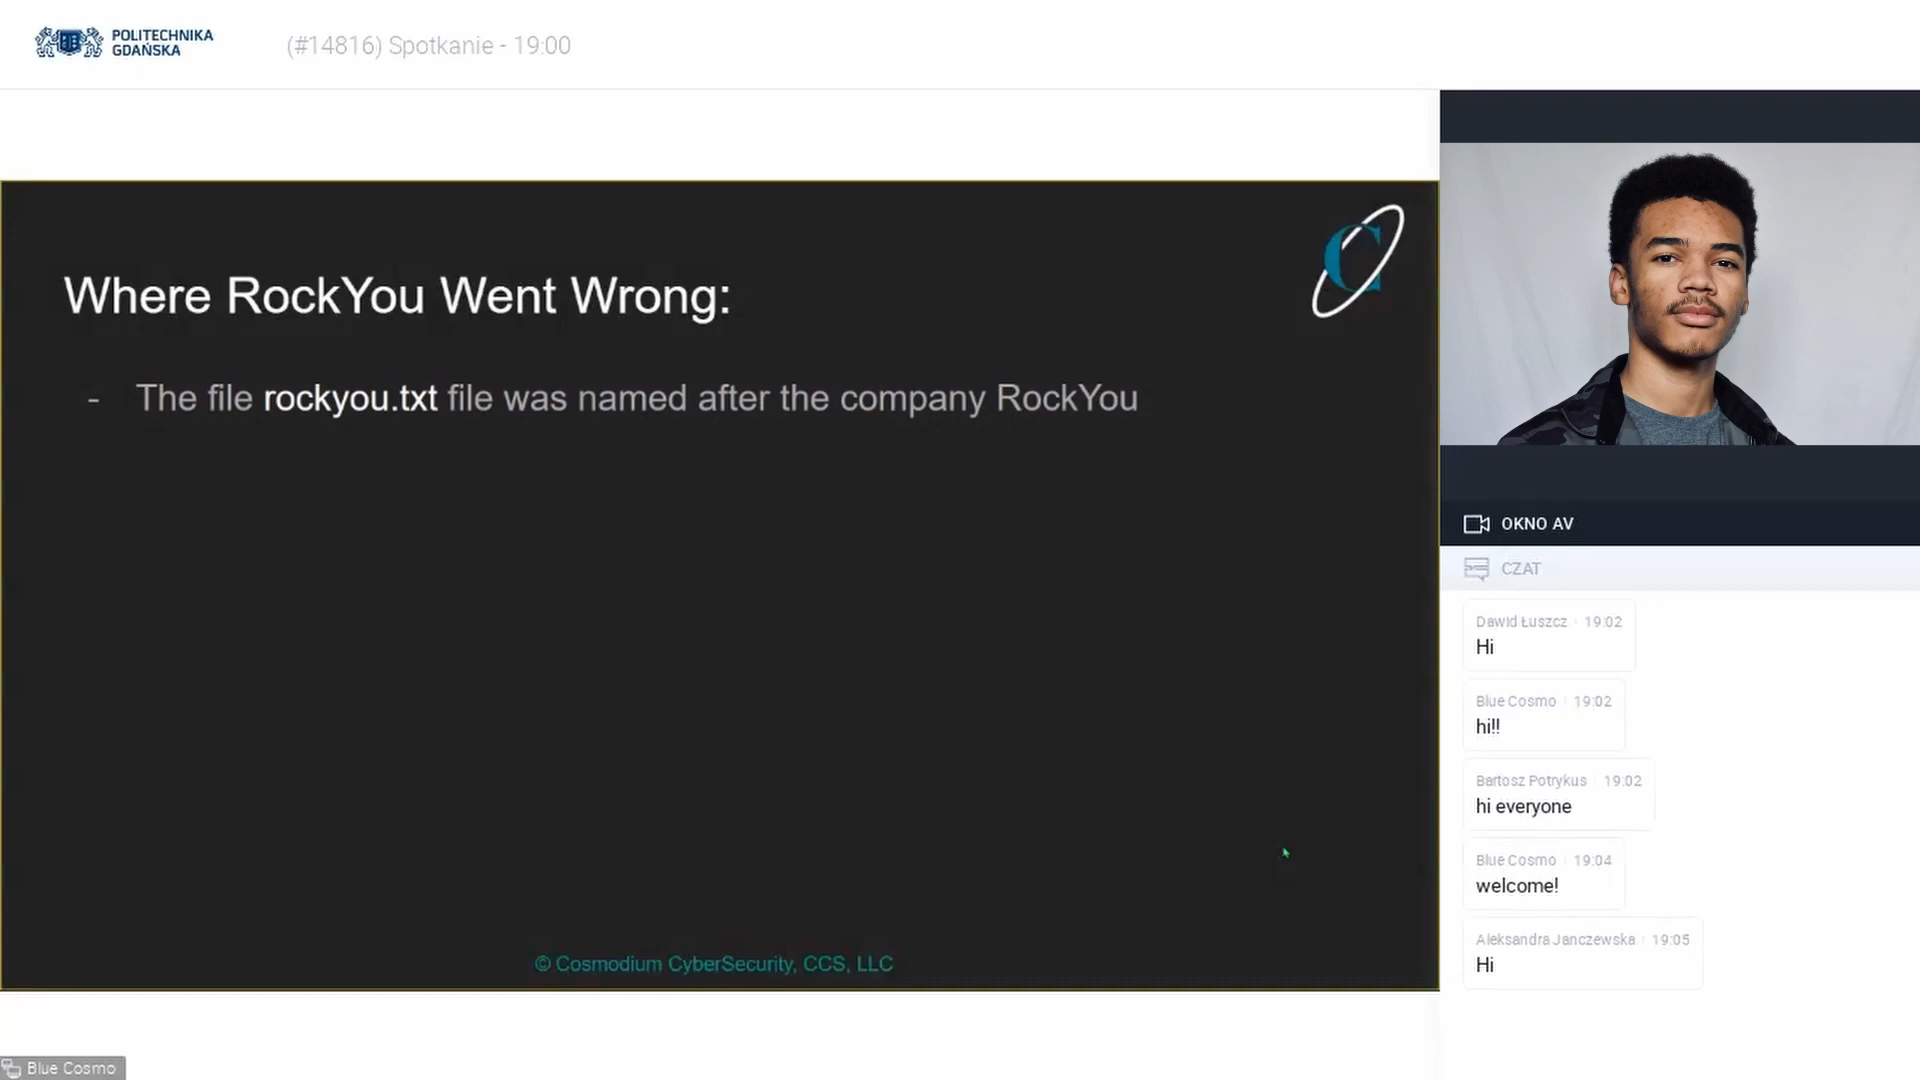 POLITECHNIKA
GDAŃSKA
(#14816) Spotkanie - 19:00
Where RockYou Went Wrong:
- The file rockyou.txt file was named after the company RockYou
© Cosmodium CyberSecurity, CCS, LLC
Blue Cosmo
OKNO AV
CZAT
Dawid Łuszcz 19:02
Hi
Blue Cosmo 19:02
hi!!
Bartosz Potrykus 19:02
hi everyone
Blue Cosmo 19:04
welcome!
Aleksandra Janczewska 19:05
Hi